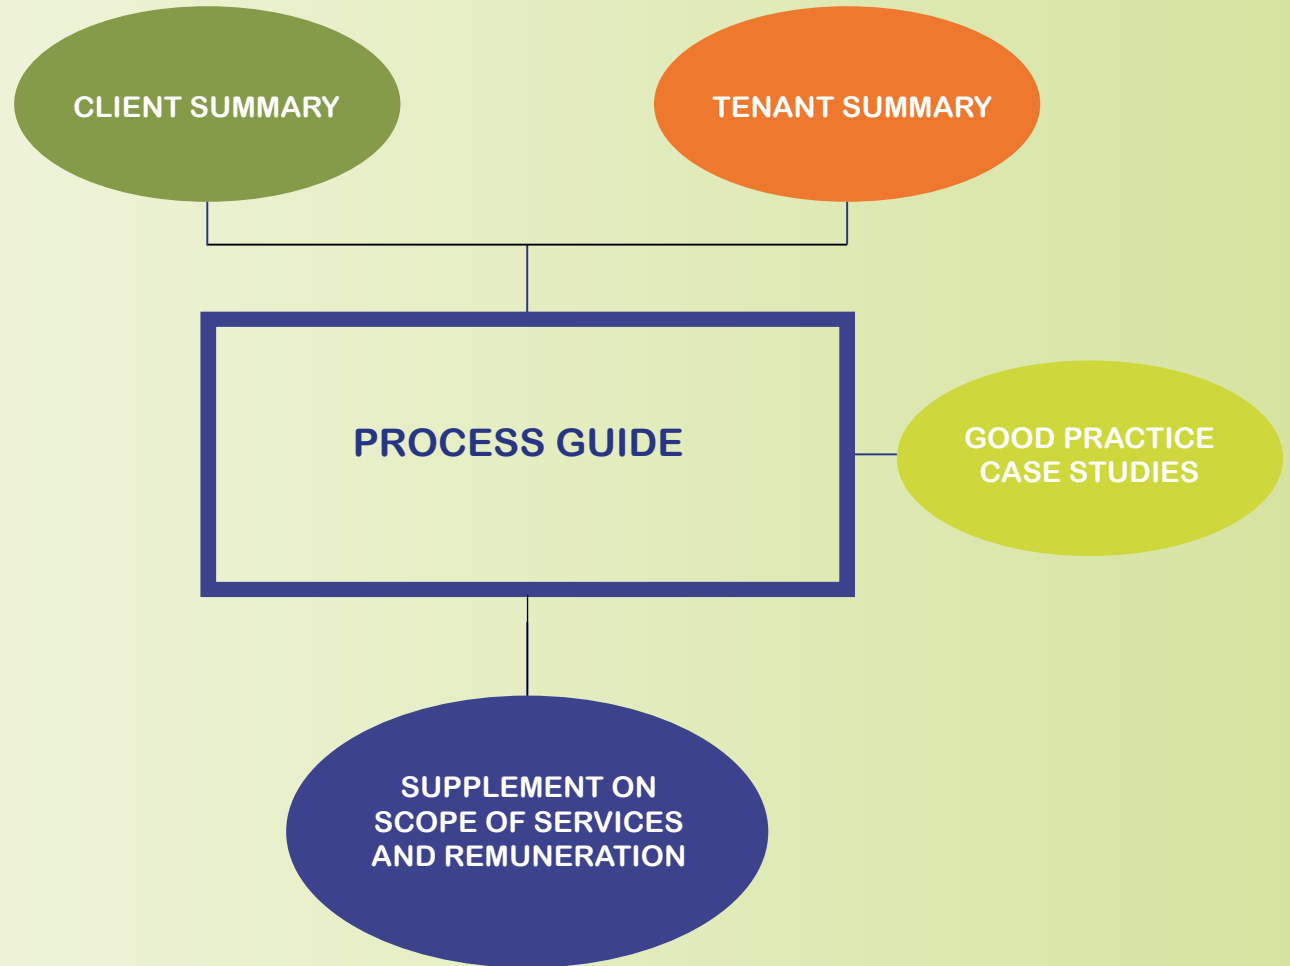 CLIENT SUMMARY
TENANT SUMMARY
PROCESS GUIDE
GOOD PRACTICE
CASE STUDIES
SUPPLEMENT ON
SCOPE OF SERVICES
AND REMUNERATION